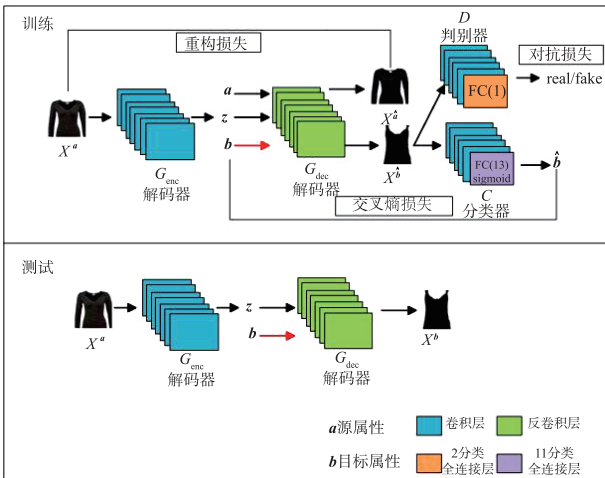 训练
重构损失
D
判别器
对抗损失
FC(1)
real/fake
a
z
b
X^a
G_enc
解码器
G_dec
解码器
X^â
X^b̂
FC(13)
sigmoid
b̂
C
分类器
交叉熵损失
测试
X^a
G_enc
解码器
z
b
G_dec
解码器
X^b
a源属性
卷积层
反卷积层
b目标属性
2分类
全连接层
11分类
全连接层